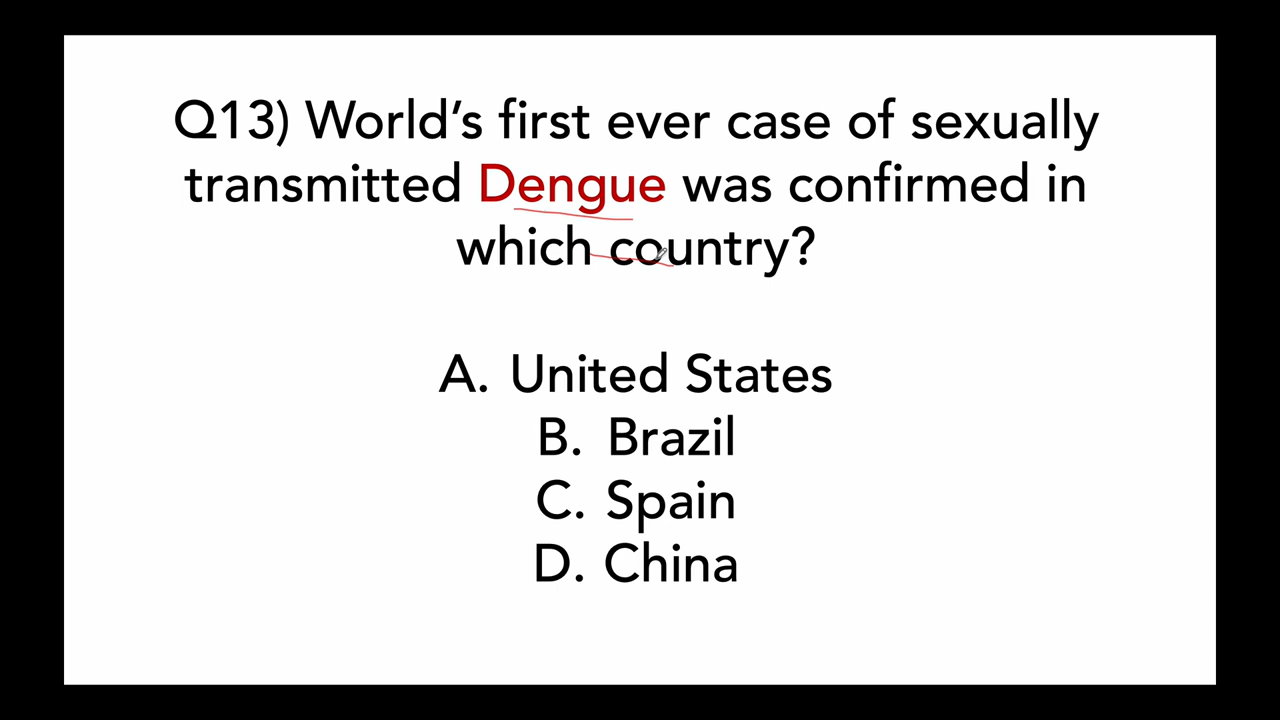 Q13) World’s first ever case of sexually
transmitted Dengue was confirmed in
which country?
A. United States
B. Brazil
C. Spain
D. China